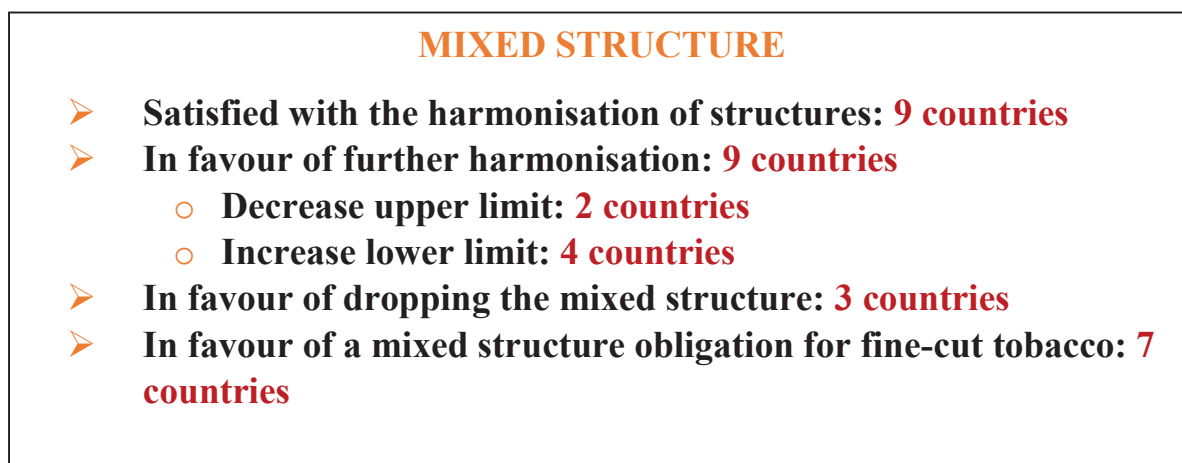 MIXED STRUCTURE
➢ Satisfied with the harmonisation of structures: 9 countries
➢ In favour of further harmonisation: 9 countries
o Decrease upper limit: 2 countries
o Increase lower limit: 4 countries
➢ In favour of dropping the mixed structure: 3 countries
➢ In favour of a mixed structure obligation for fine-cut tobacco: 7
countries